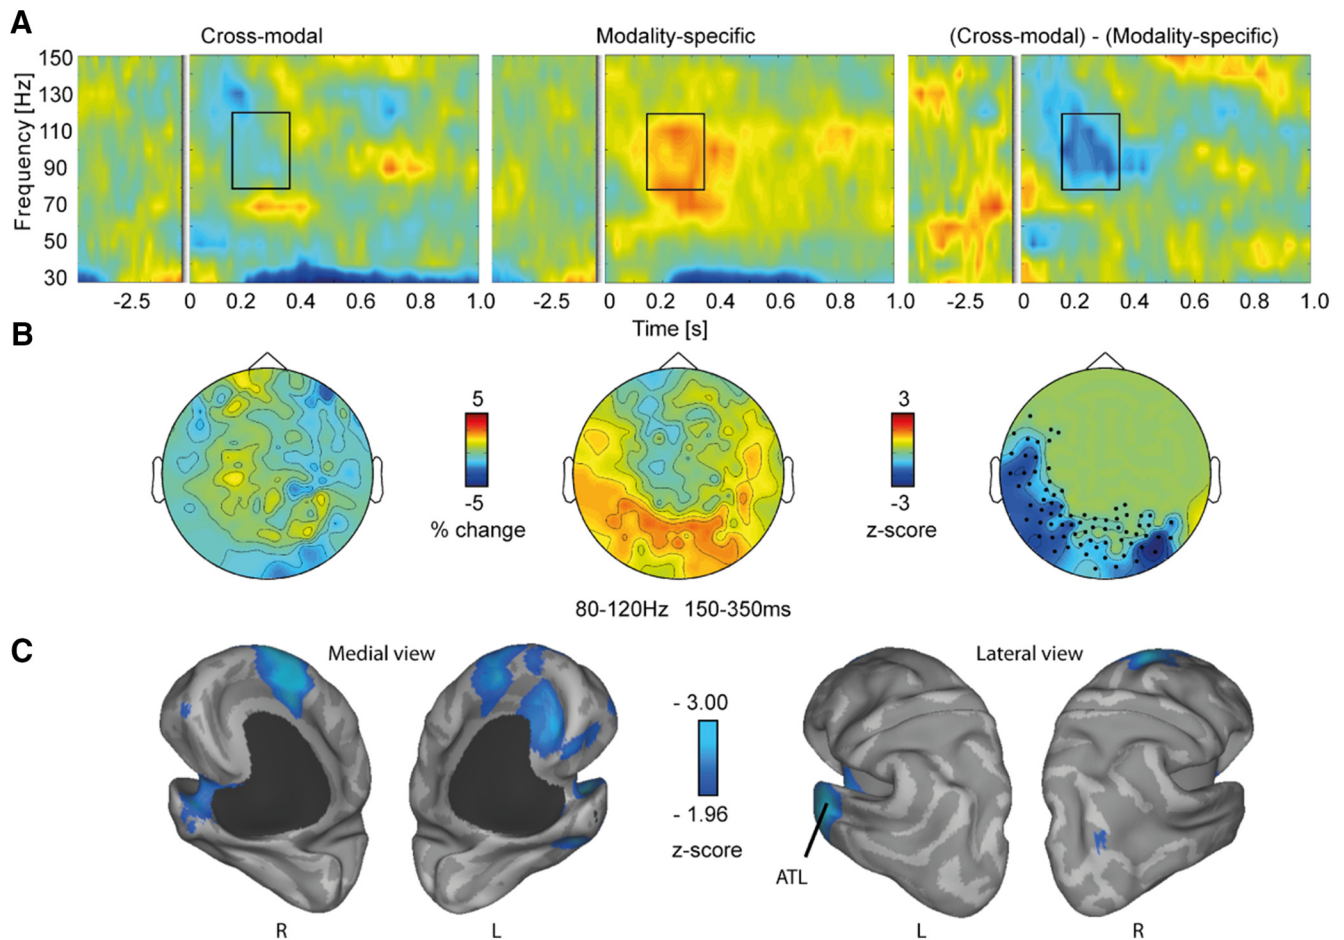 A
Cross-modal
Modality-specific
(Cross-modal) - (Modality-specific)
Frequency [Hz]
150
130
110
90
70
50
30
-2.5 0 0.2 0.4 0.6 0.8 1.0
-2.5 0 0.2 0.4 0.6 0.8 1.0
-2.5 0 0.2 0.4 0.6 0.8 1.0
Time [s]
B
5
-5
% change
3
-3
z-score
80-120Hz 150-350ms
C
Medial view
Lateral view
- 3.00
- 1.96
z-score
ATL
R L L R